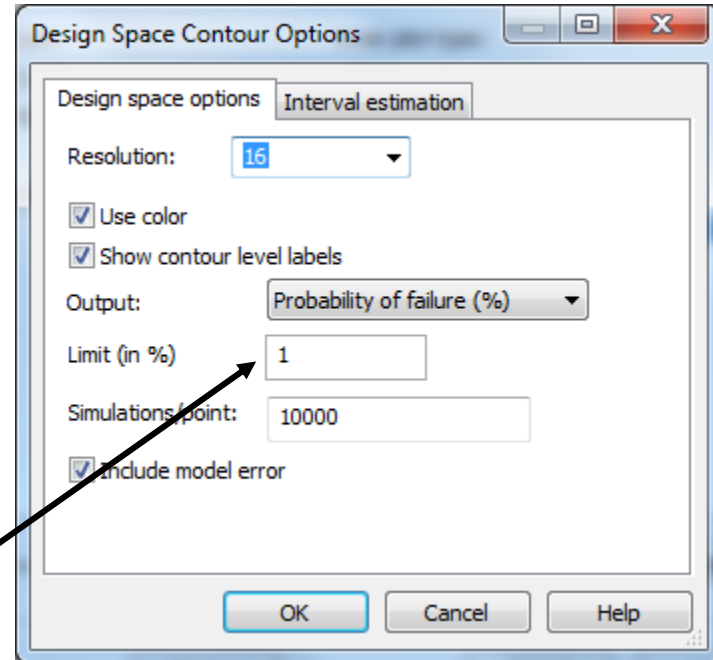 Design Space Contour Options
Design space options Interval estimation
Resolution: 16
Use color
Show contour level labels
Output: Probability of failure (%)
Limit (in %) 1
Simulations/point: 10000
Include model error
OK Cancel Help